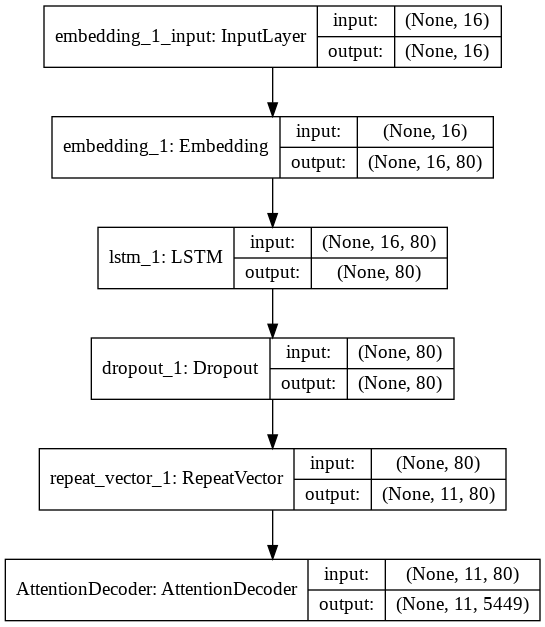 embedding_1_input: InputLayer
input: (None, 16)
output: (None, 16)
embedding_1: Embedding
input: (None, 16)
output: (None, 16, 80)
lstm_1: LSTM
input: (None, 16, 80)
output: (None, 80)
dropout_1: Dropout
input: (None, 80)
output: (None, 80)
repeat_vector_1: RepeatVector
input: (None, 80)
output: (None, 11, 80)
AttentionDecoder: AttentionDecoder
input: (None, 11, 80)
output: (None, 11, 5449)